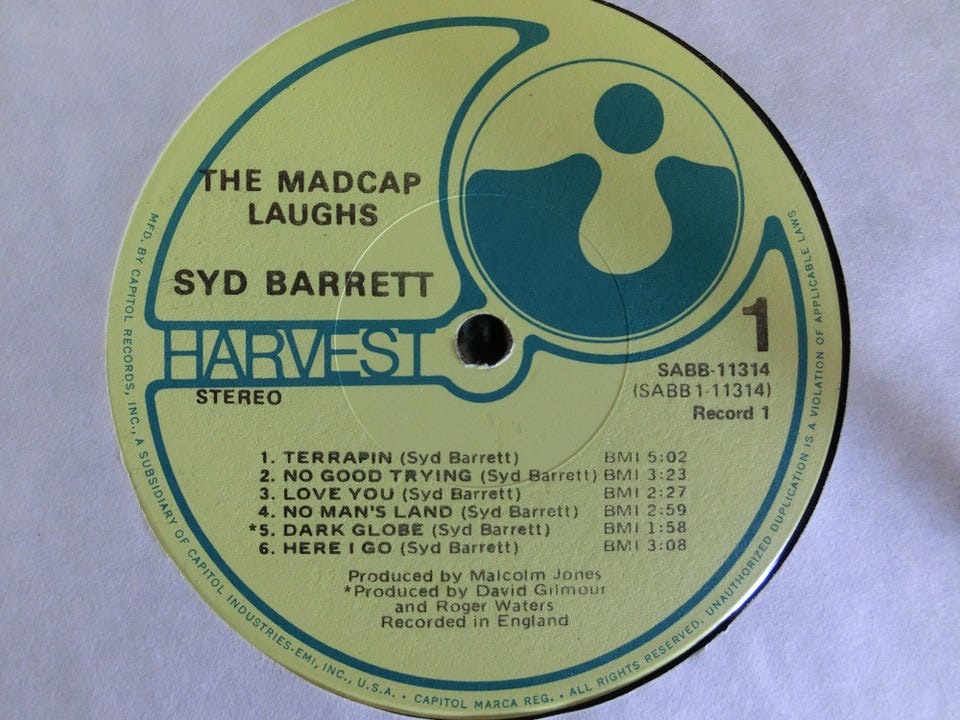 THE MADCAP
LAUGHS
SYD BARRETT
HARVEST
STEREO
1
SABB-11314
(SABB 1-11314)
Record 1
1. TERRAPIN (Syd Barrett) BMI 5:02
2. NO GOOD TRYING (Syd Barrett) BMI 3:23
3. LOVE YOU (Syd Barrett) BMI 2:27
4. NO MAN'S LAND (Syd Barrett) BMI 2:59
*5. DARK GLOBE (Syd Barrett) BMI 1:58
6. HERE I GO (Syd Barrett) BMI 3:08
Produced by Malcolm Jones
*Produced by David Gilmour
and Roger Waters
Recorded in England
MFD. BY CAPITOL RECORDS, INC., A SUBSIDIARY OF CAPITOL INDUSTRIES-EMI, INC., U.S.A. • CAPITOL MARCA REG. • ALL RIGHTS RESERVED. UNAUTHORIZED DUPLICATION IS A VIOLATION OF APPLICABLE LAWS